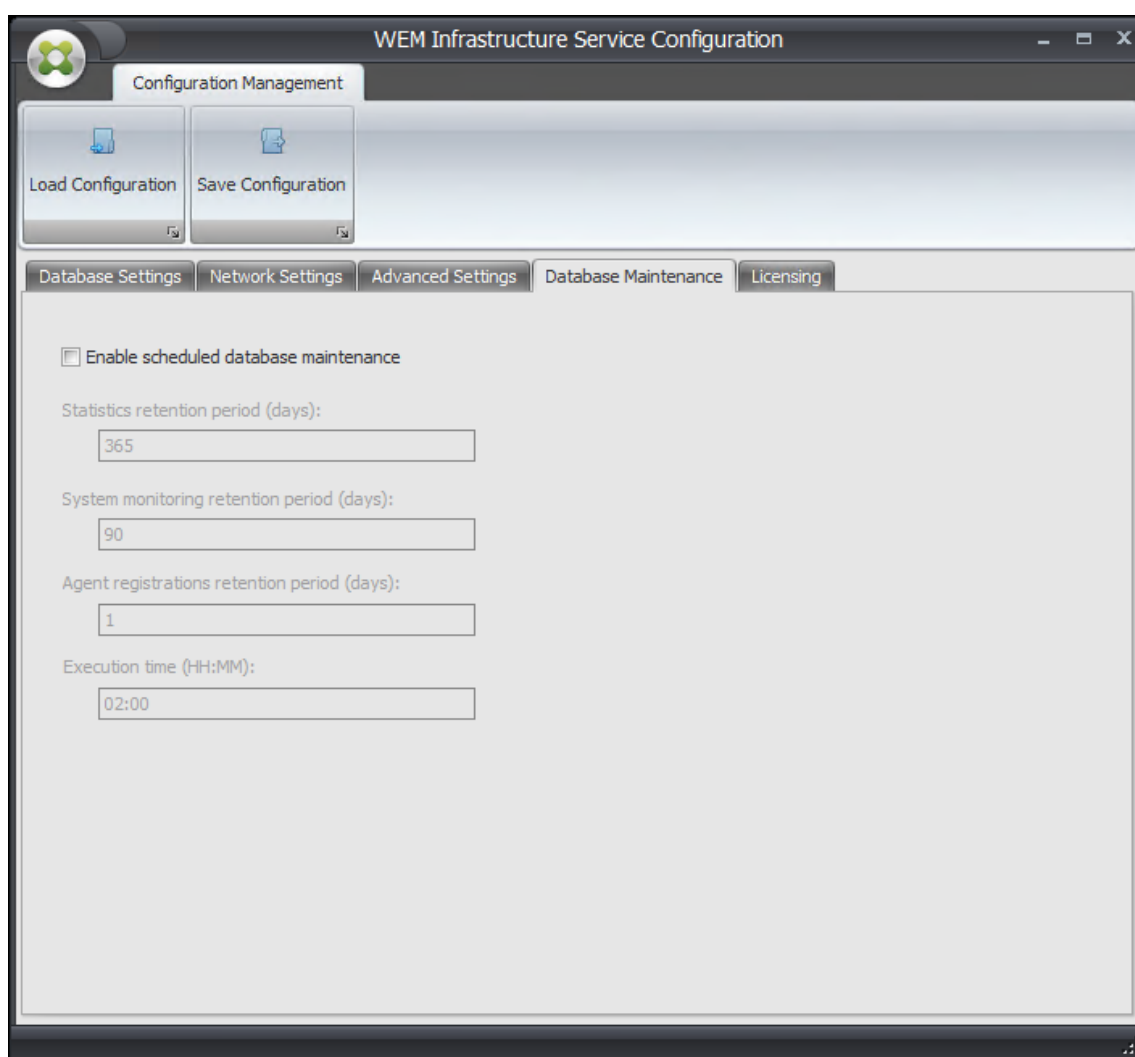 WEM Infrastructure Service Configuration
Configuration Management
Load Configuration Save Configuration
Database Settings Network Settings Advanced Settings Database Maintenance Licensing
Enable scheduled database maintenance
Statistics retention period (days):
365
System monitoring retention period (days):
90
Agent registrations retention period (days):
1
Execution time (HH:MM):
02:00